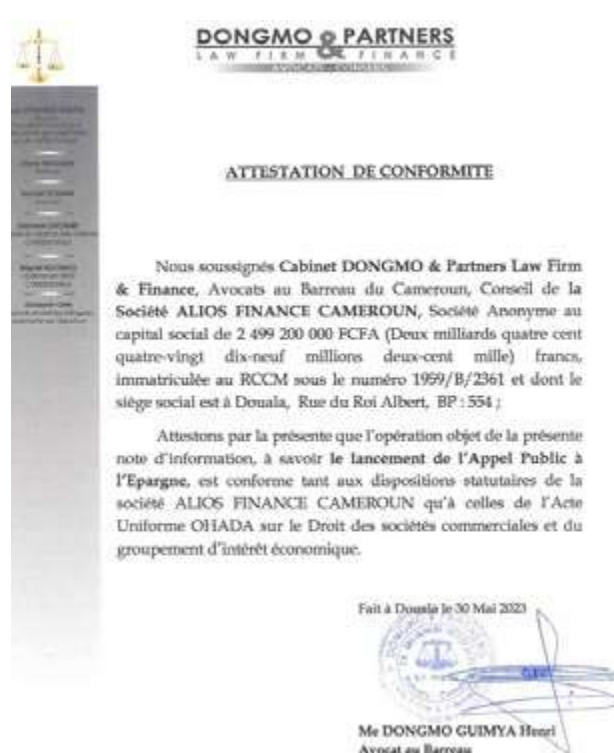 DONGMO & PARTNERS
LAW FIRM & FINANCE
ATTESTATION DE CONFORMITE
Nous soussignés Cabinet DONGMO & Partners Law Firm
& Finance, Avocats au Barreau du Cameroun, Conseil de la
Société ALIOS FINANCE CAMEROUN, Société Anonyme au
capital social de 2 499 200 000 FCFA (Deux milliards quatre cent
quatre-vingt dix-neuf millions deux-cent mille) francs,
immatriculée au RCCM sous le numéro 1959/B/2361 et dont le
siège social est à Douala, Rue du Roi Albert, BP : 554 ;
Attestons par la présente que l'opération objet de la présente
note d'information, à savoir le lancement de l'Appel Public à
l'Epargne, est conforme tant aux dispositions statutaires de la
société ALIOS FINANCE CAMEROUN qu'à celles de l'Acte
Uniforme OHADA sur le Droit des sociétés commerciales et du
groupement d'intérêt économique.
Fait à Douala le 30 Mai 2023
Me DONGMO GUIMYA Henri
Avocat au Barreau